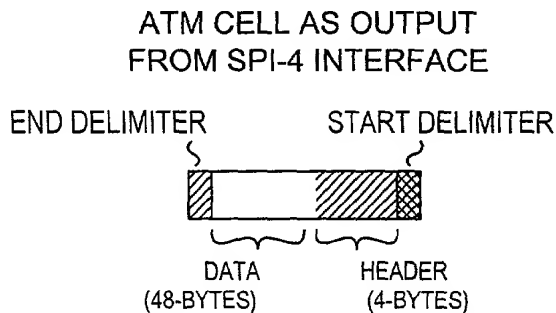 ATM CELL AS OUTPUT
FROM SPI-4 INTERFACE
END DELIMITER START DELIMITER
DATA HEADER
(48-BYTES) (4-BYTES)